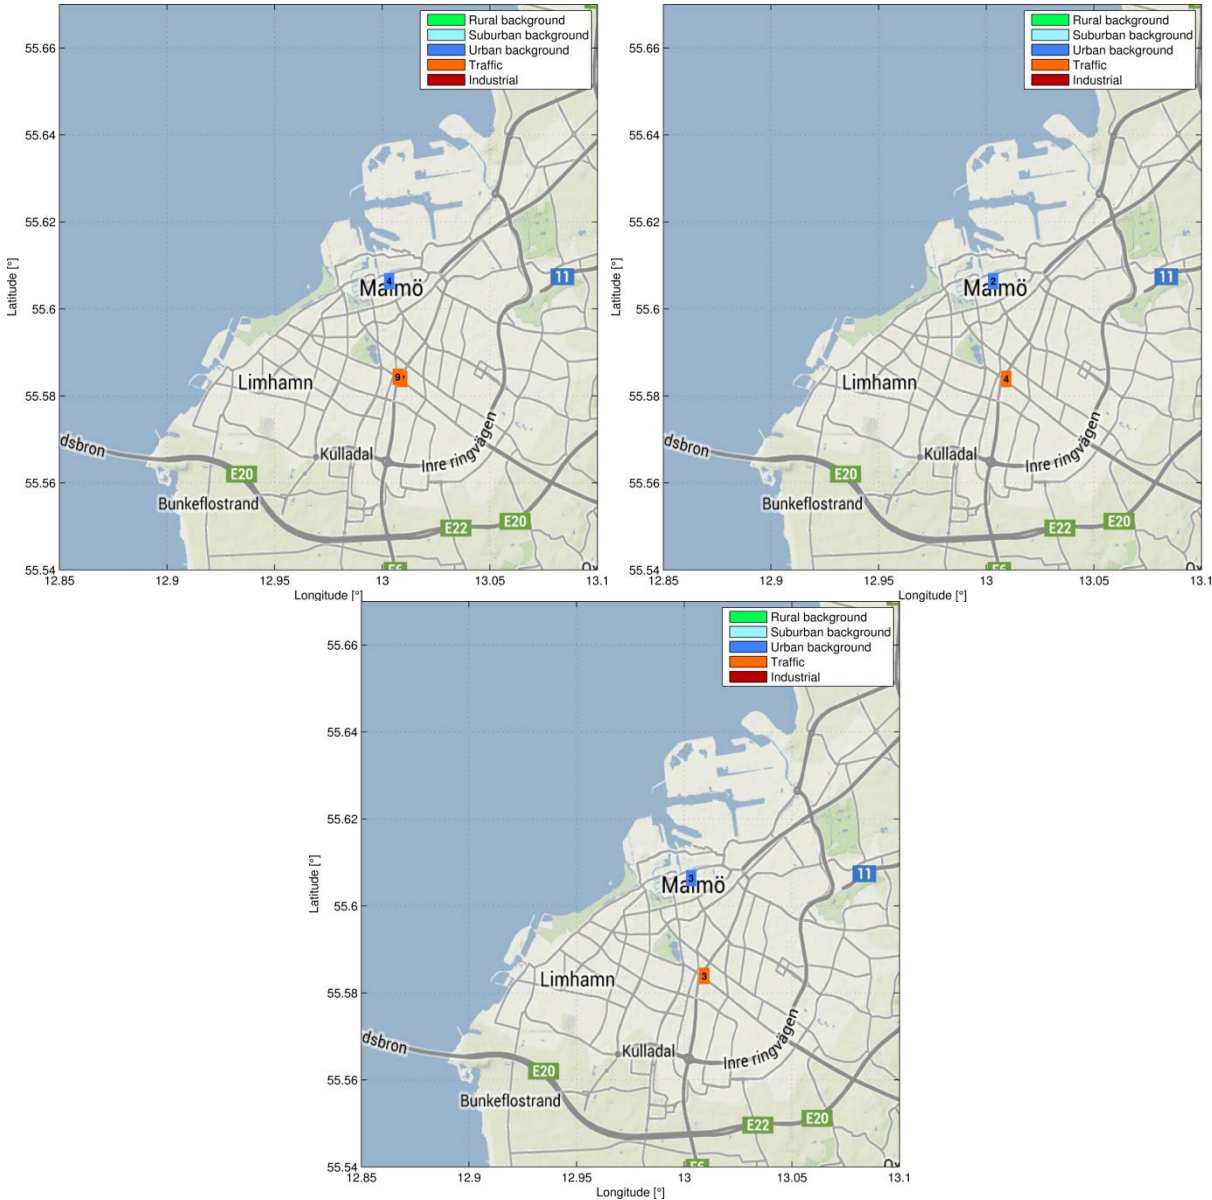 Rural background
Suburban background
Urban background
Traffic
Industrial
55.66
55.64
55.62
55.6
55.58
55.56
55.54
Latitude [°]
4
Malmö
11
9
Limhamn
dsbron
Kulladal
Inre ringvägen
E20
Bunkeflostrand
E22
E20
E6
12.85
12.9
12.95
13
13.05
13.1
Longitude [°]
Rural background
Suburban background
Urban background
Traffic
Industrial
55.66
55.64
55.62
55.6
55.58
55.56
55.54
Latitude [°]
2
Malmö
11
4
Limhamn
dsbron
Kulladal
Inre ringvägen
E20
Bunkeflostrand
E22
E20
E6
12.85
12.9
12.95
13
13.05
13.1
Longitude [°]
Rural background
Suburban background
Urban background
Traffic
Industrial
55.66
55.64
55.62
55.6
55.58
55.56
55.54
Latitude [°]
3
Malmö
11
3
Limhamn
dsbron
Kulladal
Inre ringvägen
E20
Bunkeflostrand
E22
E20
E6
12.85
12.9
12.95
13
13.05
13.1
Longitude [°]